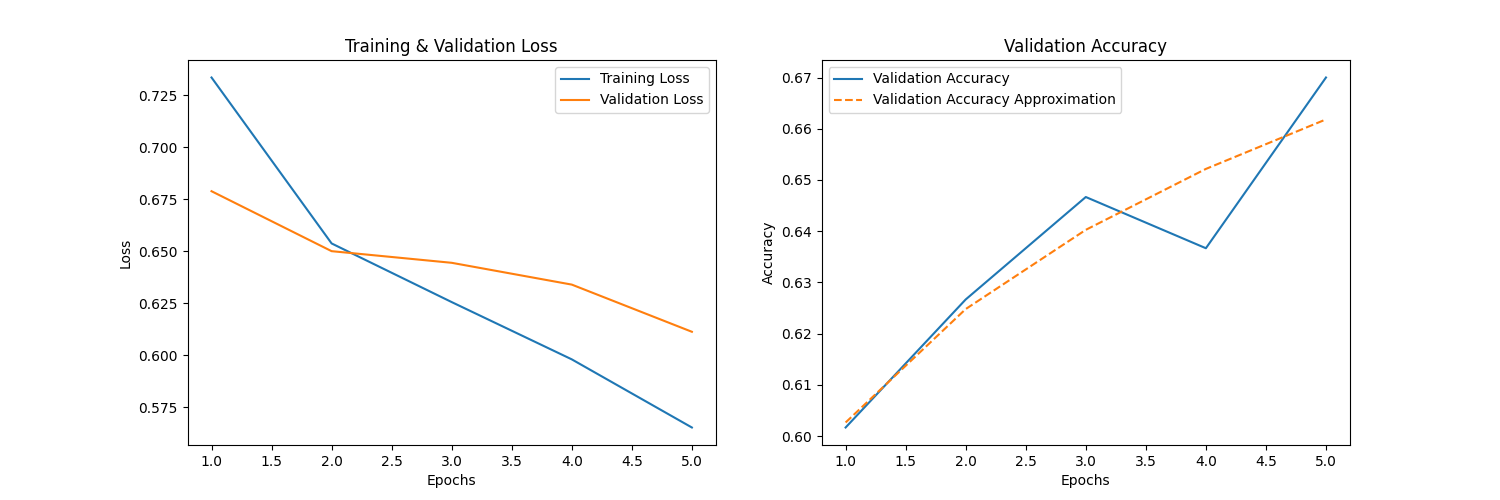 Training & Validation Loss
Training Loss
Validation Loss
Loss
0.725
0.700
0.675
0.650
0.625
0.600
0.575
1.0 1.5 2.0 2.5 3.0 3.5 4.0 4.5 5.0
Epochs
Validation Accuracy
Validation Accuracy
Validation Accuracy Approximation
Accuracy
0.67
0.66
0.65
0.64
0.63
0.62
0.61
0.60
1.0 1.5 2.0 2.5 3.0 3.5 4.0 4.5 5.0
Epochs